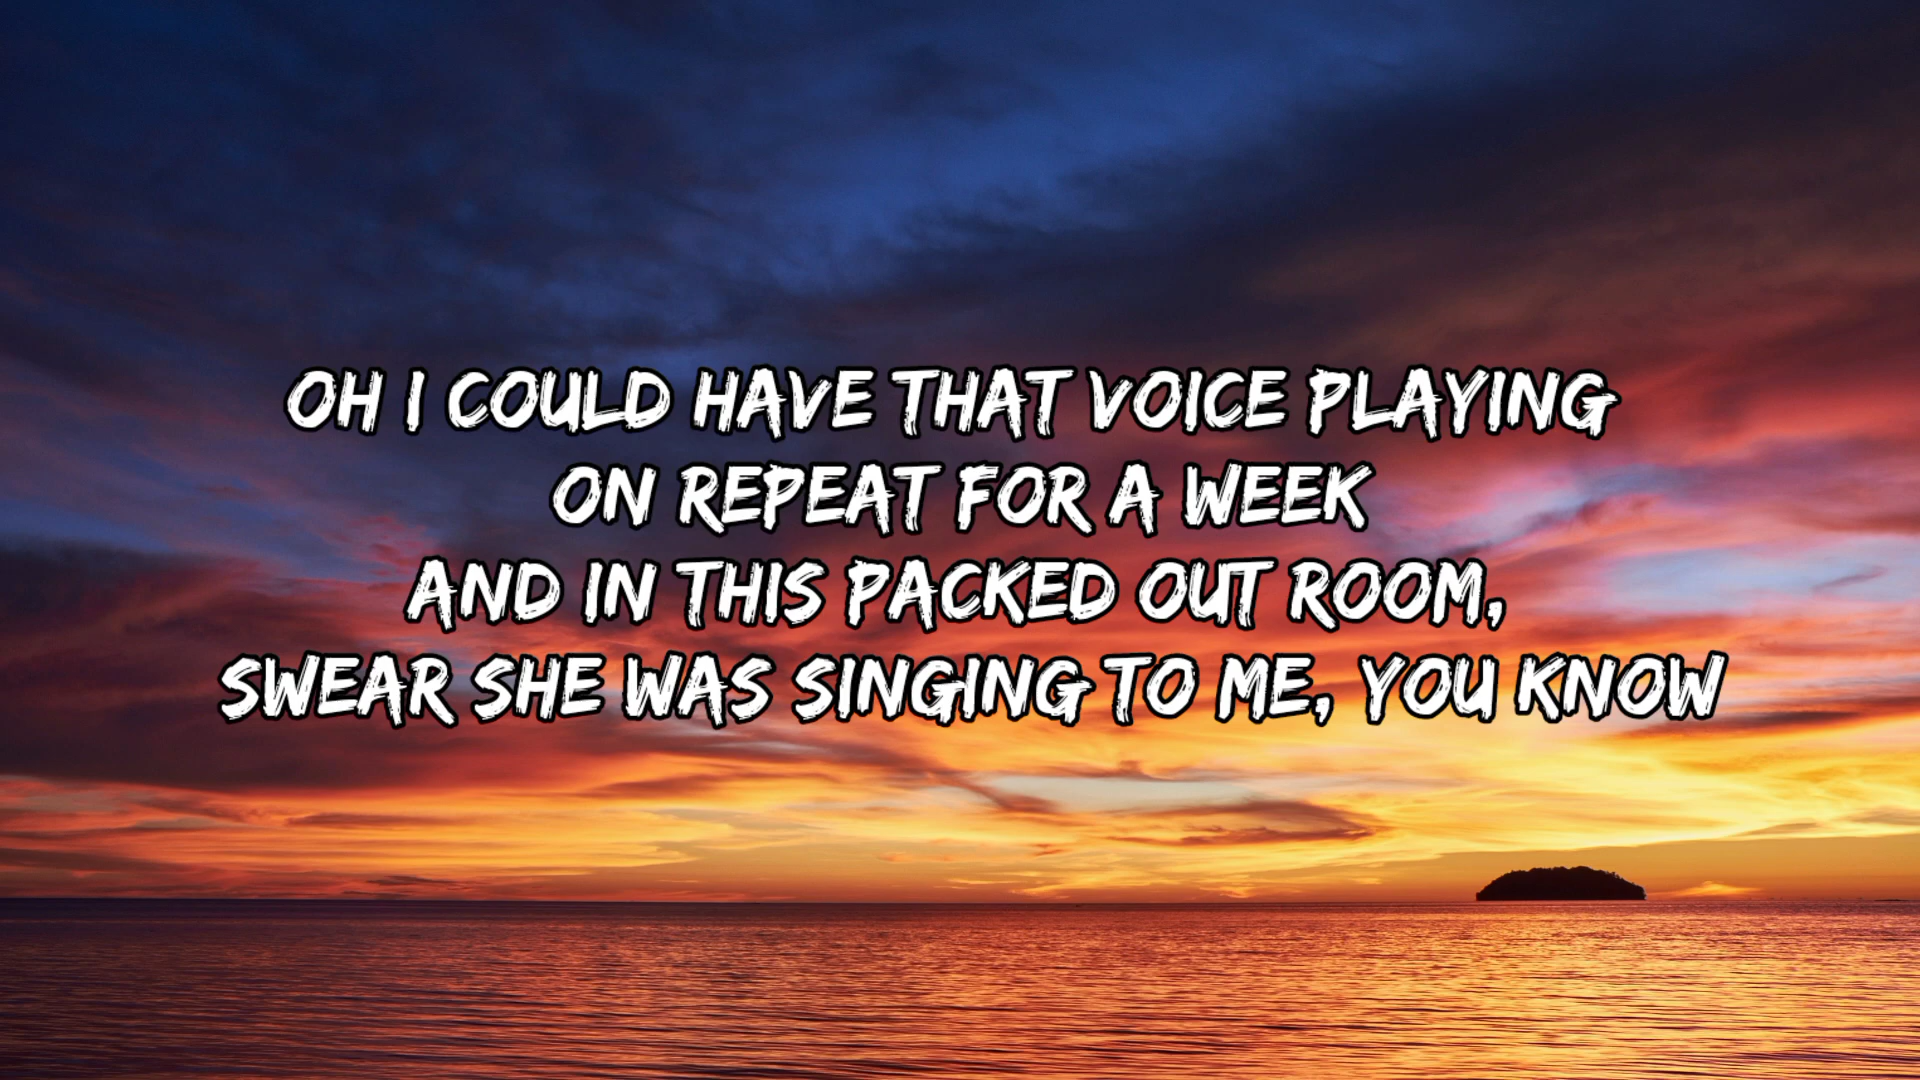 OH I COULD HAVE THAT VOICE PLAYING
ON REPEAT FOR A WEEK
AND IN THIS PACKED OUT ROOM,
SWEAR SHE WAS SINGING TO ME, YOU KNOW